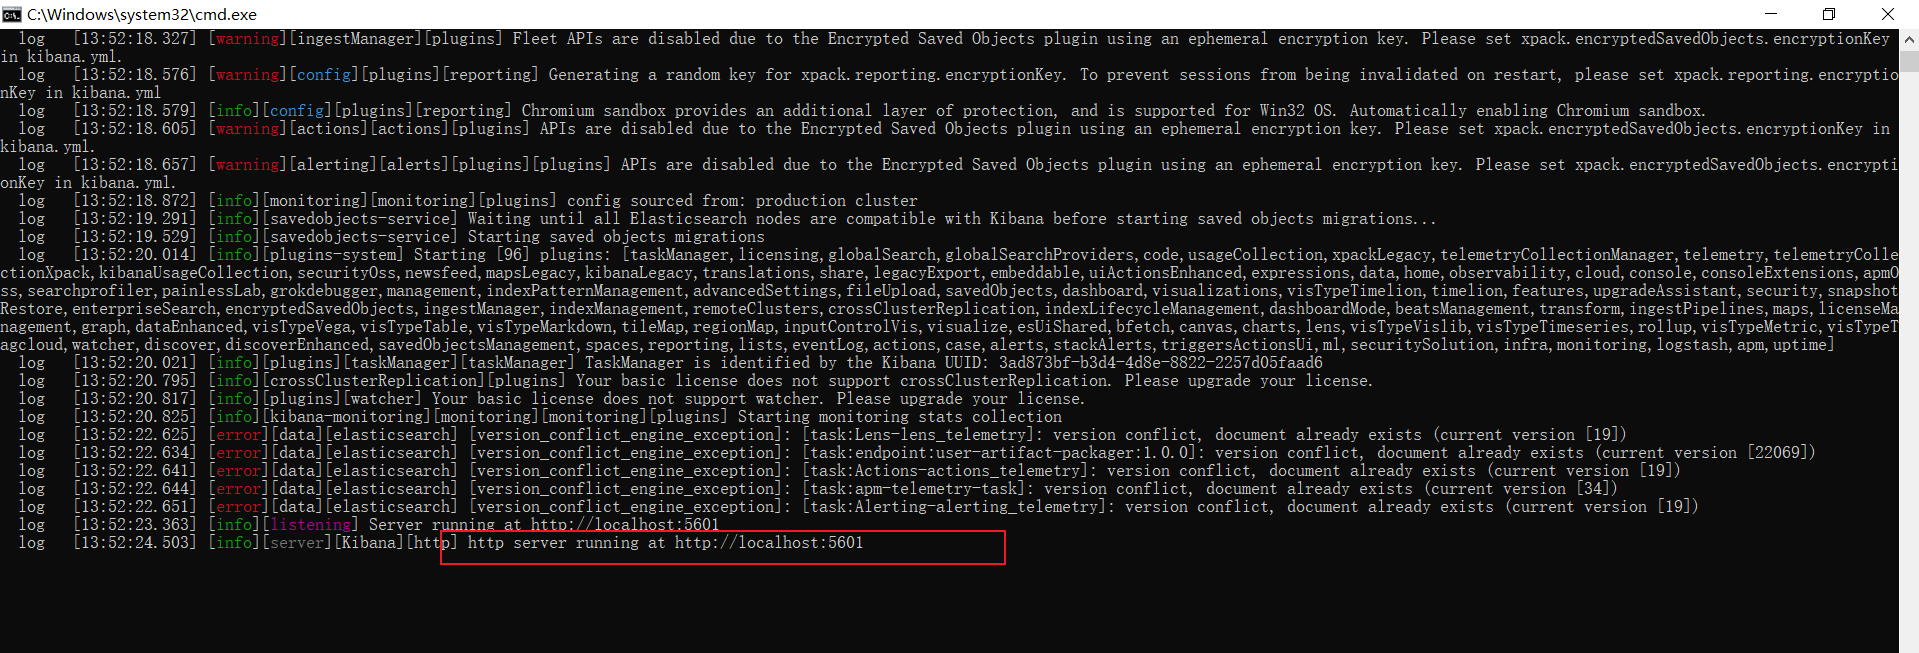 C:\Windows\system32\cmd.exe
log [13:52:18.327] [warning][ingestManager][plugins] Fleet APIs are disabled due to the Encrypted Saved Objects plugin using an ephemeral encryption key. Please set xpack.encryptedSavedObjects.encryptionKey
in kibana.yml.
log [13:52:18.576] [warning][config][plugins][reporting] Generating a random key for xpack.reporting.encryptionKey. To prevent sessions from being invalidated on restart, please set xpack.reporting.encryptio
nKey in kibana.yml
log [13:52:18.579] [info][config][plugins][reporting] Chromium sandbox provides an additional layer of protection, and is supported for Win32 OS. Automatically enabling Chromium sandbox.
log [13:52:18.605] [warning][actions][actions][plugins] APIs are disabled due to the Encrypted Saved Objects plugin using an ephemeral encryption key. Please set xpack.encryptedSavedObjects.encryptionKey in
kibana.yml.
log [13:52:18.657] [warning][alerting][alerts][plugins][plugins] APIs are disabled due to the Encrypted Saved Objects plugin using an ephemeral encryption key. Please set xpack.encryptedSavedObjects.encrypti
onKey in kibana.yml.
log [13:52:18.872] [info][monitoring][monitoring][plugins] config sourced from: production cluster
log [13:52:19.291] [info][savedobjects-service] Waiting until all Elasticsearch nodes are compatible with Kibana before starting saved objects migrations...
log [13:52:19.529] [info][savedobjects-service] Starting saved objects migrations
log [13:52:20.014] [info][plugins-system] Starting [96] plugins: [taskManager,licensing,globalSearch,globalSearchProviders,code,usageCollection,xpackLegacy,telemetryCollectionManager,telemetry,telemetryColle
ctionXpack,kibanaUsageCollection,securityOss,newsfeed,mapsLegacy,kibanaLegacy,translations,share,legacyExport,embeddable,uiActionsEnhanced,expressions,data,home,observability,cloud,console,consoleExtensions,apmO
ss,searchprofiler,painlessLab,grokdebugger,management,indexPatternManagement,advancedSettings,fileUpload,savedObjects,dashboard,visualizations,visTypeTimelion,timelion,features,upgradeAssistant,security,snapshot
Restore,enterpriseSearch,encryptedSavedObjects,ingestManager,indexManagement,remoteClusters,crossClusterReplication,indexLifecycleManagement,dashboardMode,beatsManagement,transform,ingestPipelines,maps,licenseMa
nagement,graph,dataEnhanced,visTypeVega,visTypeTable,visTypeMarkdown,tileMap,regionMap,inputControlVis,visualize,esUiShared,bfetch,canvas,charts,lens,visTypeVislib,visTypeTimeseries,rollup,visTypeMetric,visTypeT
agcloud,watcher,discover,discoverEnhanced,savedObjectsManagement,spaces,reporting,lists,eventLog,actions,case,alerts,stackAlerts,triggersActionsUi,ml,securitySolution,infra,monitoring,logstash,apm,uptime]
log [13:52:20.021] [info][plugins][taskManager][taskManager] TaskManager is identified by the Kibana UUID: 3ad873bf-b3d4-4d8e-8822-2257d05faad6
log [13:52:20.795] [info][crossClusterReplication][plugins] Your basic license does not support crossClusterReplication. Please upgrade your license.
log [13:52:20.817] [info][plugins][watcher] Your basic license does not support watcher. Please upgrade your license.
log [13:52:20.825] [info][kibana-monitoring][monitoring][monitoring][plugins] Starting monitoring stats collection
log [13:52:22.625] [error][data][elasticsearch] [version_conflict_engine_exception]: [task:Lens-lens_telemetry]: version conflict, document already exists (current version [19])
log [13:52:22.634] [error][data][elasticsearch] [version_conflict_engine_exception]: [task:endpoint:user-artifact-packager:1.0.0]: version conflict, document already exists (current version [22069])
log [13:52:22.641] [error][data][elasticsearch] [version_conflict_engine_exception]: [task:Actions-actions_telemetry]: version conflict, document already exists (current version [19])
log [13:52:22.644] [error][data][elasticsearch] [version_conflict_engine_exception]: [task:apm-telemetry-task]: version conflict, document already exists (current version [34])
log [13:52:22.651] [error][data][elasticsearch] [version_conflict_engine_exception]: [task:Alerting-alerting_telemetry]: version conflict, document already exists (current version [19])
log [13:52:23.363] [info][listening] Server running at http://localhost:5601
log [13:52:24.503] [info][server][Kibana][http] http server running at http://localhost:5601